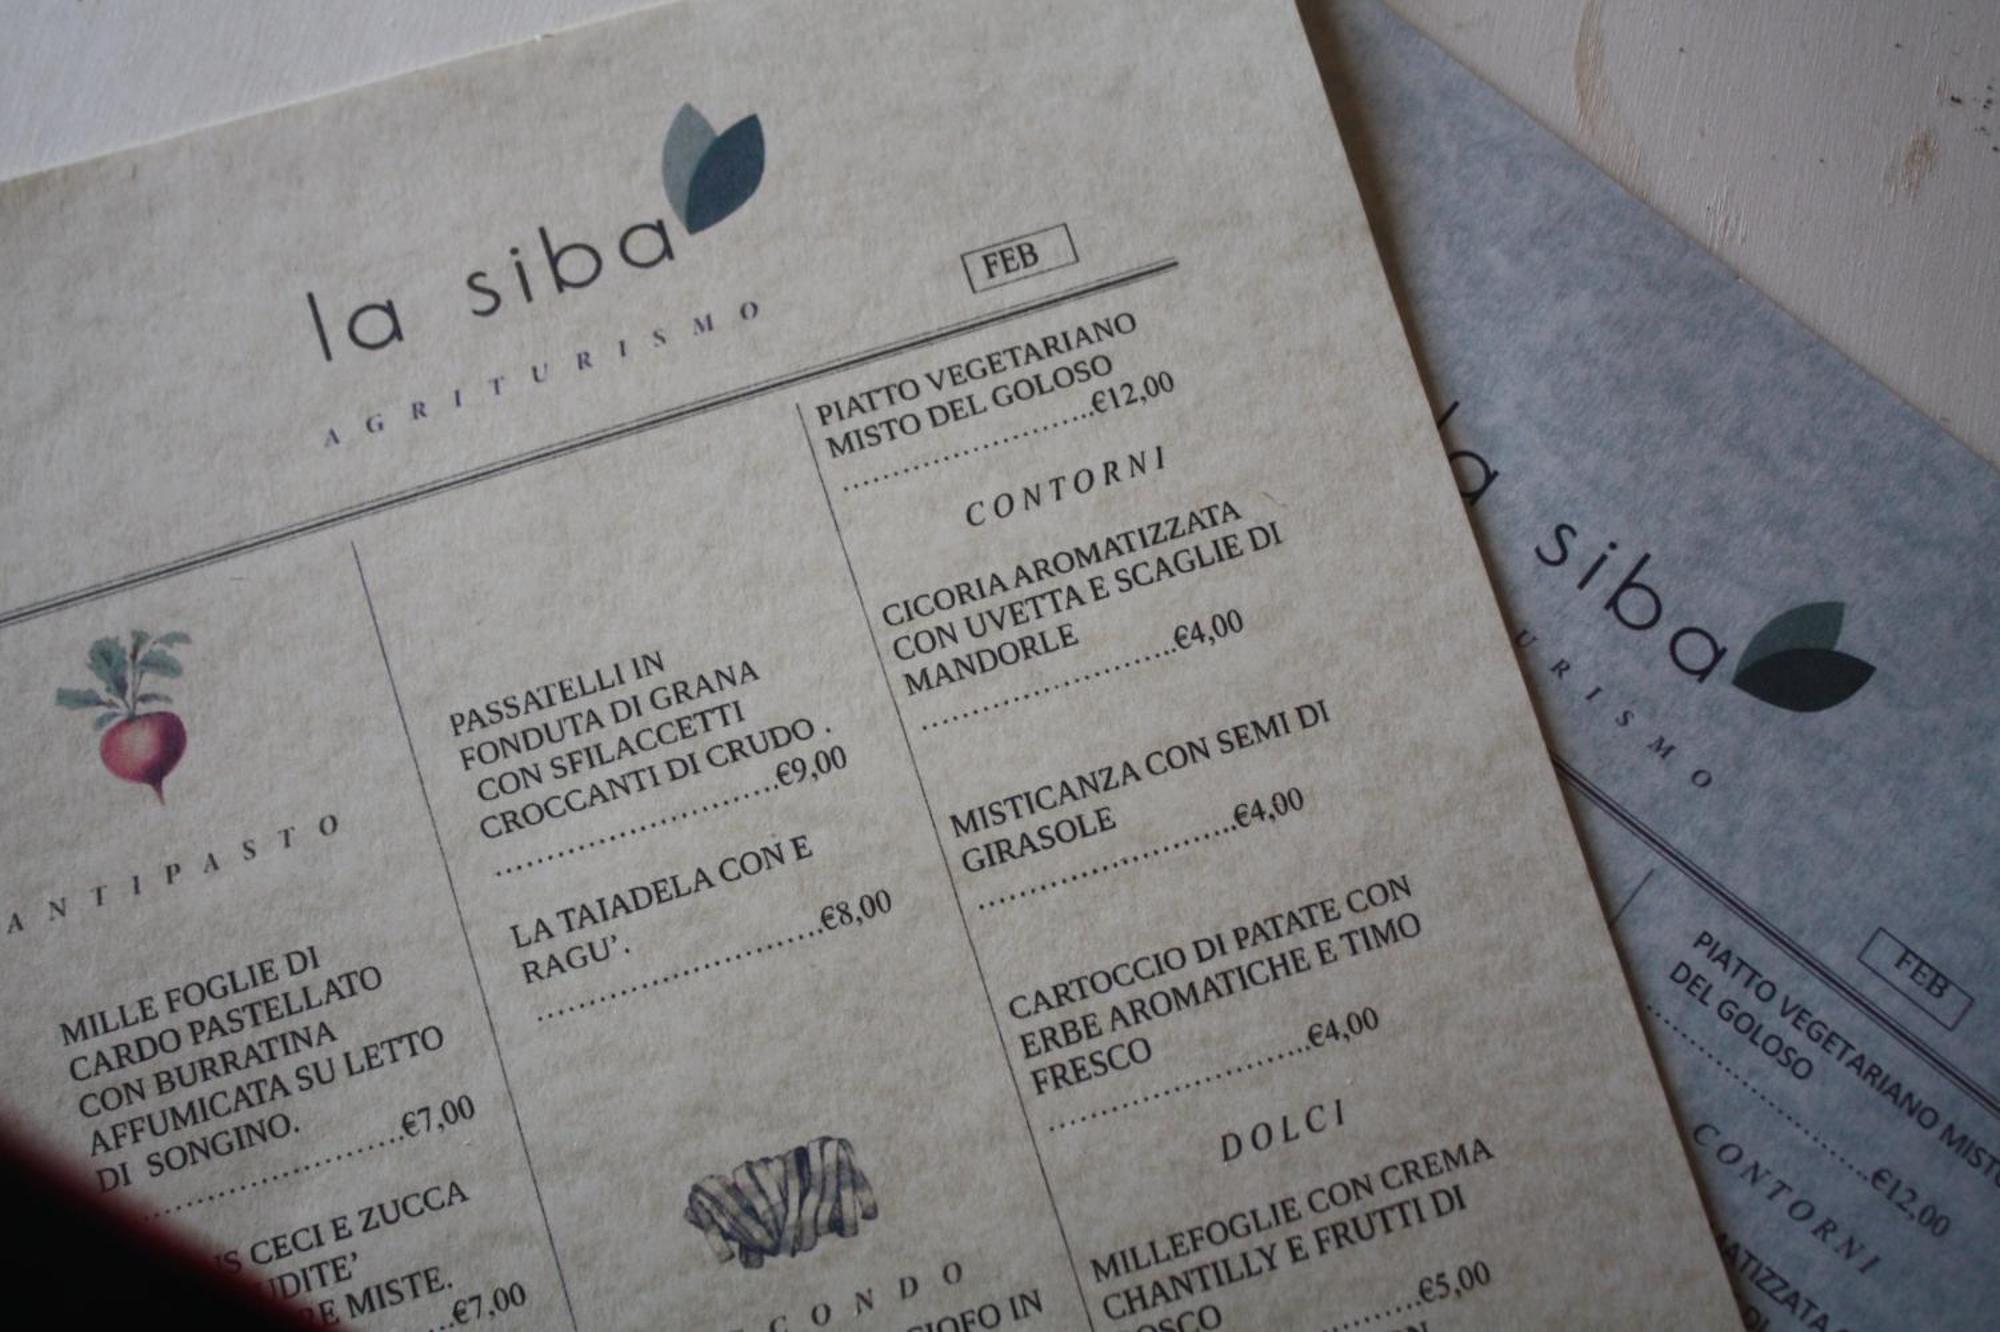 la siba
AGRITURISMO
FEB
ANTIPASTO
MILLE FOGLIE DI
CARDO PASTELLATO
CON BURRATINA
AFFUMICATA SU LETTO
DI SONGINO.
..............................€7,00
CECI E ZUCCA
MISTE.
€7,00
PASSATELLI IN
FONDUTA DI GRANA
CON SFILACCETTI
CROCCANTI DI CRUDO .
..............................€9,00
LA TAIADELA CON E
RAGU’.
..............................€8,00
IN
PIATTO VEGETARIANO
MISTO DEL GOLOSO
..............................€12,00
CONTORNI
CICORIA AROMATIZZATA
CON UVETTA E SCAGLIE DI
MANDORLE
..............................€4,00
MISTICANZA CON SEMI DI
GIRASOLE
..............................€4,00
CARTOCCIO DI PATATE CON
ERBE AROMATICHE E TIMO
FRESCO
..............................€4,00
DOLCI
MILLEFOGLIE CON CREMA
CHANTILLY E FRUTTI DI
€5,00
la siba
URISMO
FEB
PIATTO VEGETARIANO MISTO
DEL GOLOSO
..............................€12,00
CONTORNI